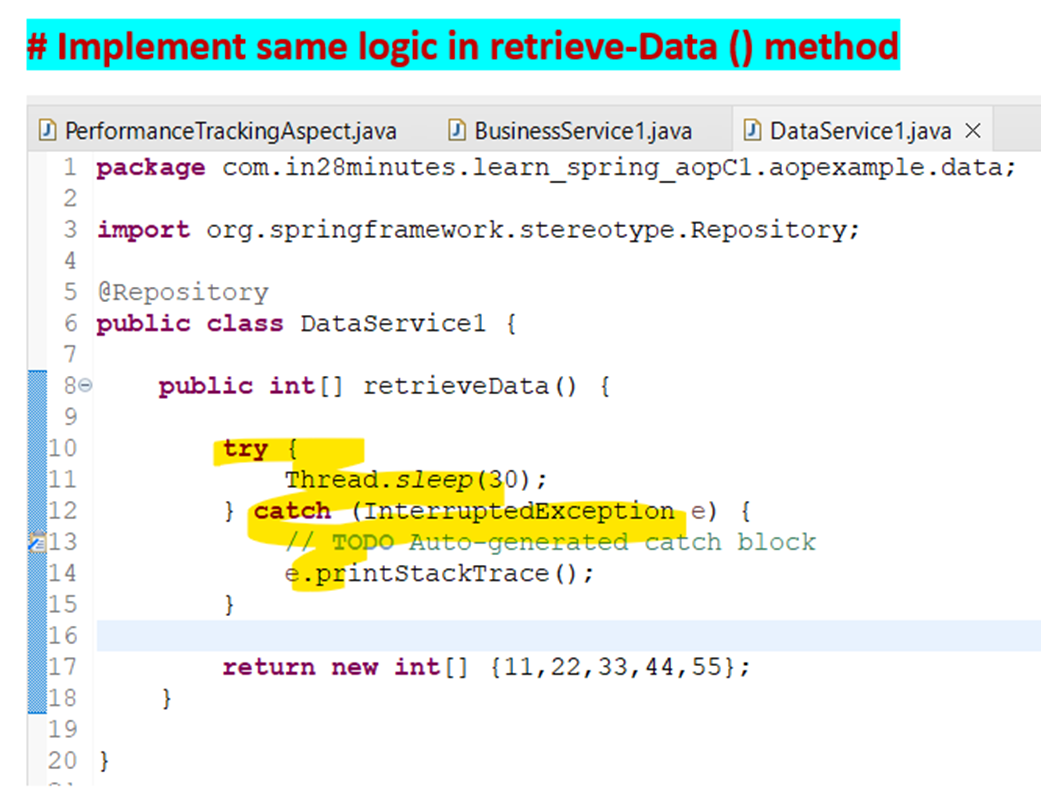 # Implement same logic in retrieve-Data () method
PerformanceTrackingAspect.java BusinessService1.java DataService1.java
1 package com.in28minutes.learn_spring_aopC1.aopexample.data;
2
3 import org.springframework.stereotype.Repository;
4
5 @Repository
6 public class DataService1 {
7
8 public int[] retrieveData() {
9
10 try {
11 Thread.sleep(30);
12 } catch (InterruptedException e) {
13 // TODO Auto-generated catch block
14 e.printStackTrace();
15 }
16
17 return new int[] {11,22,33,44,55};
18 }
19
20 }